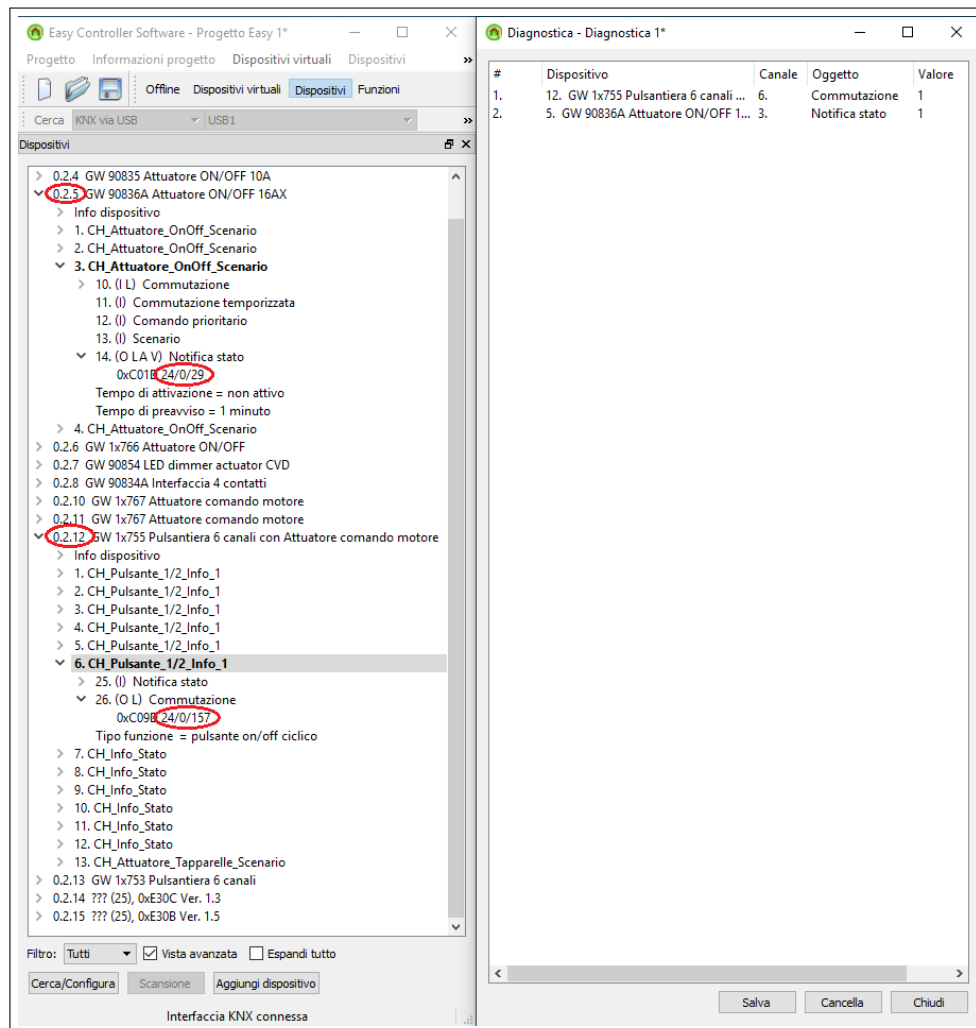 Easy Controller Software - Progetto Easy 1*
Progetto Informazioni progetto Dispositivi virtuali Dispositivi »
Offline Dispositivi virtuali Dispositivi Funzioni
Cerca KNX via USB USB1 »
Dispositivi
0.2.4 GW 90835 Attuatore ON/OFF 10A
0.2.5 GW 90836A Attuatore ON/OFF 16AX
Info dispositivo
1. CH_Attuatore_OnOff_Scenario
2. CH_Attuatore_OnOff_Scenario
3. CH_Attuatore_OnOff_Scenario
10. (I L) Commutazione
11. (I) Commutazione temporizzata
12. (I) Comando prioritario
13. (I) Scenario
14. (O LA V) Notifica stato
0xC01B 24/0/29
Tempo di attivazione = non attivo
Tempo di preavviso = 1 minuto
4. CH_Attuatore_OnOff_Scenario
0.2.6 GW 1x766 Attuatore ON/OFF
0.2.7 GW 90854 LED dimmer actuator CVD
0.2.8 GW 90834A Interfaccia 4 contatti
0.2.10 GW 1x767 Attuatore comando motore
0.2.11 GW 1x767 Attuatore comando motore
0.2.12 GW 1x755 Pulsantiera 6 canali con Attuatore comando motore
Info dispositivo
1. CH_Pulsante_1/2_Info_1
2. CH_Pulsante_1/2_Info_1
3. CH_Pulsante_1/2_Info_1
4. CH_Pulsante_1/2_Info_1
5. CH_Pulsante_1/2_Info_1
6. CH_Pulsante_1/2_Info_1
25. (I) Notifica stato
26. (O L) Commutazione
0xC09B 24/0/157
Tipo funzione = pulsante on/off ciclico
7. CH_Info_Stato
8. CH_Info_Stato
9. CH_Info_Stato
10. CH_Info_Stato
11. CH_Info_Stato
12. CH_Info_Stato
13. CH_Attuatore_Tapparelle_Scenario
0.2.13 GW 1x753 Pulsantiera 6 canali
0.2.14 ??? (25), 0xE30C Ver. 1.3
0.2.15 ??? (25), 0xE30B Ver. 1.5
Filtro: Tutti Vista avanzata Espandi tutto
Cerca/Configura Scansione Aggiungi dispositivo
Interfaccia KNX connessa
Diagnostica - Diagnostica 1*
# Dispositivo Canale Oggetto Valore
1. 12. GW 1x755 Pulsantiera 6 canali ... 6. Commutazione 1
2. 5. GW 90836A Attuatore ON/OFF 1... 3. Notifica stato 1
Salva Cancella Chiudi